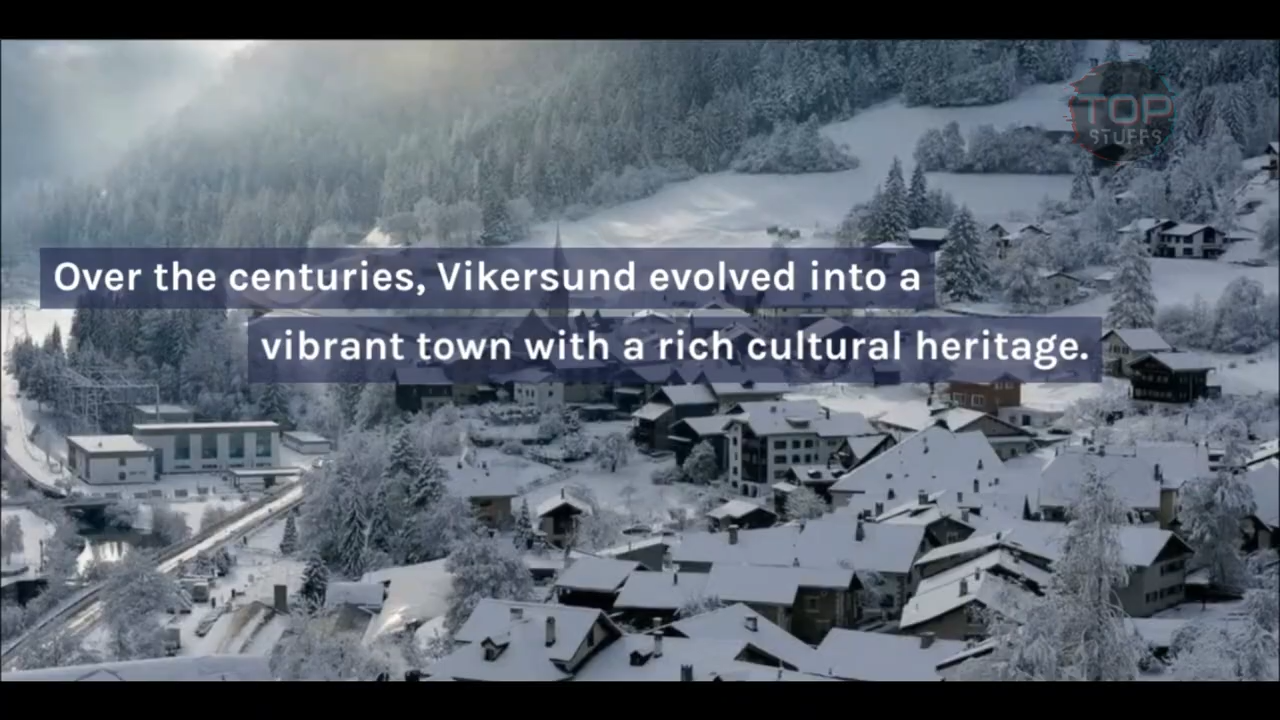 TOP
STUFFS
Over the centuries, Vikersund evolved into a
vibrant town with a rich cultural heritage.